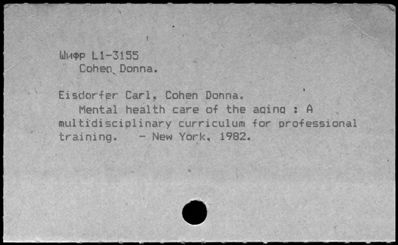 Шифр L1-3155
Cohen Donna.
Eisdorfer Carl, Cohen Donna.
Mental health care of the aging : A
multidisciplinary curriculum for professional
training. - New York, 1982.